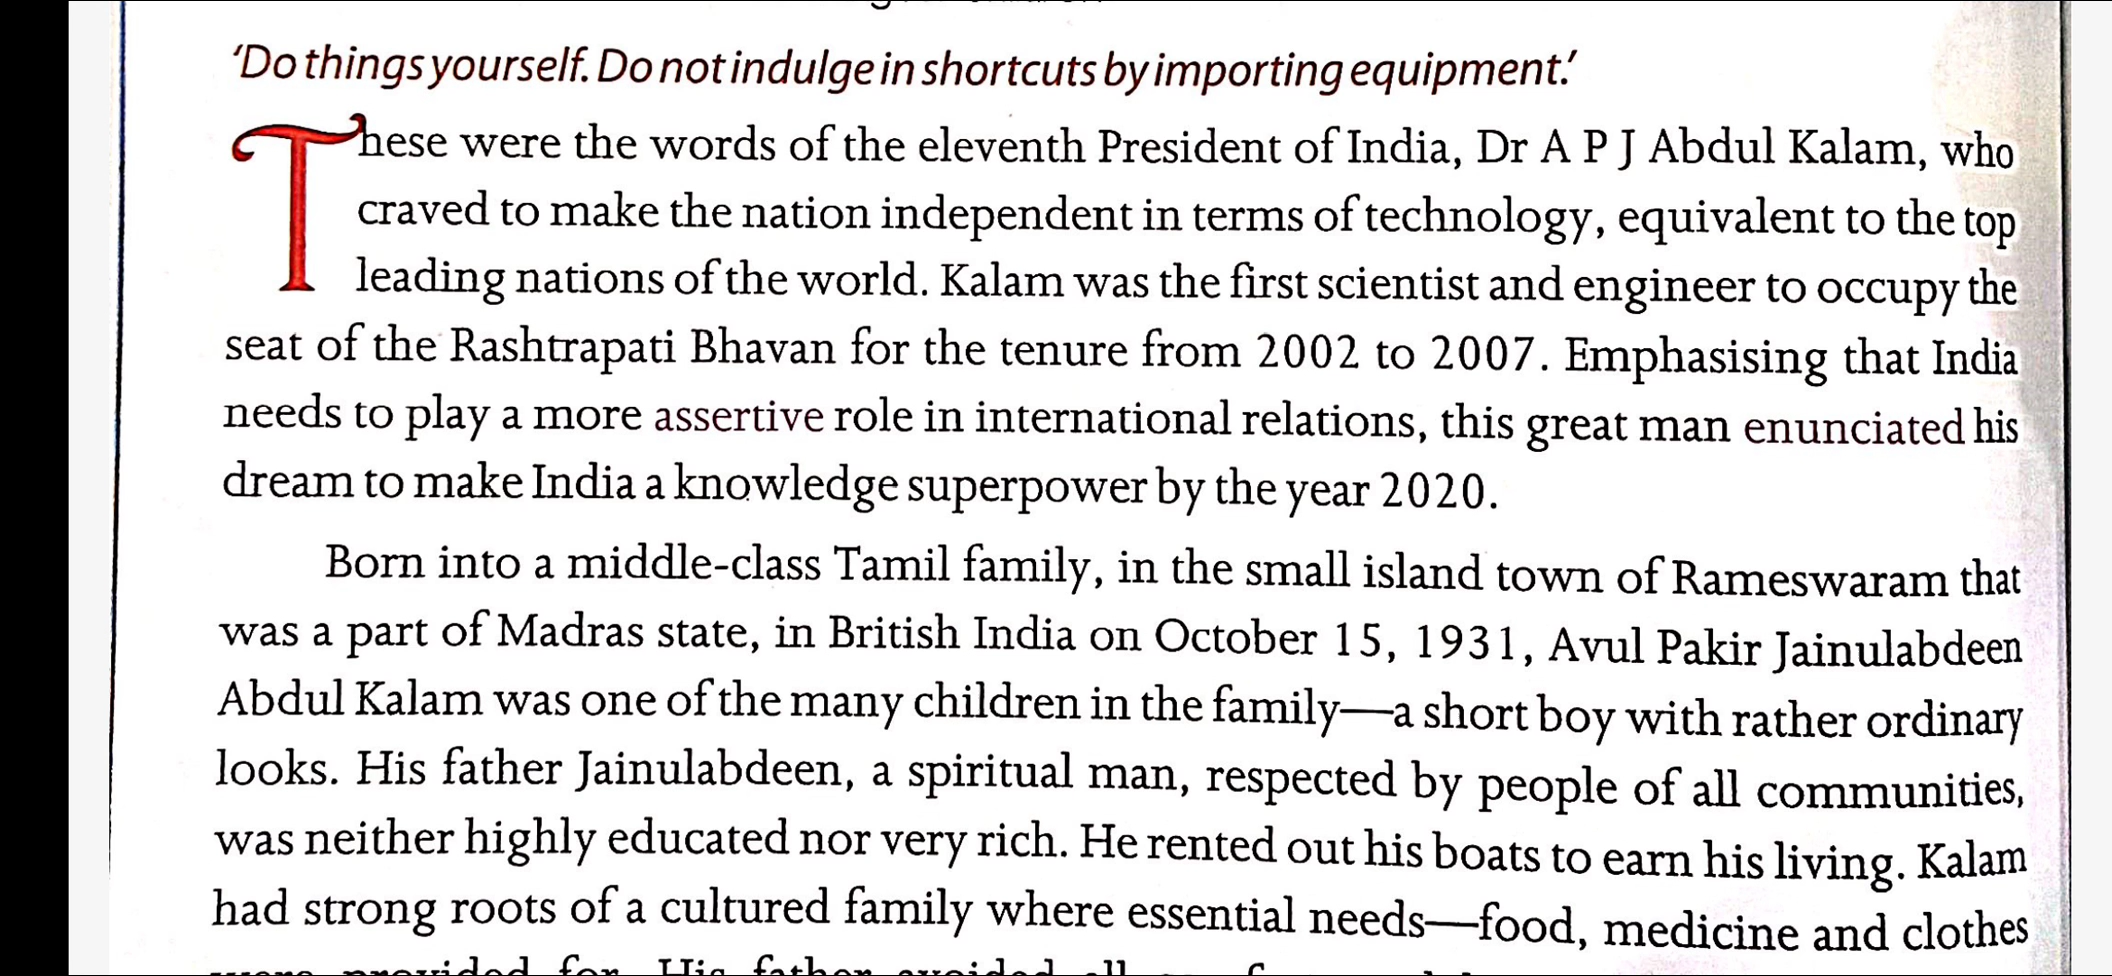 'Do things yourself. Do not indulge in shortcuts by importing equipment.'
These were the words of the eleventh President of India, Dr A P J Abdul Kalam, who
craved to make the nation independent in terms of technology, equivalent to the top
leading nations of the world. Kalam was the first scientist and engineer to occupy the
seat of the Rashtrapati Bhavan for the tenure from 2002 to 2007. Emphasising that India
needs to play a more assertive role in international relations, this great man enunciated his
dream to make India a knowledge superpower by the year 2020.
Born into a middle-class Tamil family, in the small island town of Rameswaram that
was a part of Madras state, in British India on October 15, 1931, Avul Pakir Jainulabdeen
Abdul Kalam was one of the many children in the family—a short boy with rather ordinary
looks. His father Jainulabdeen, a spiritual man, respected by people of all communities,
was neither highly educated nor very rich. He rented out his boats to earn his living. Kalam
had strong roots of a cultured family where essential needs—food, medicine and clothes
provided for. His father avoided all